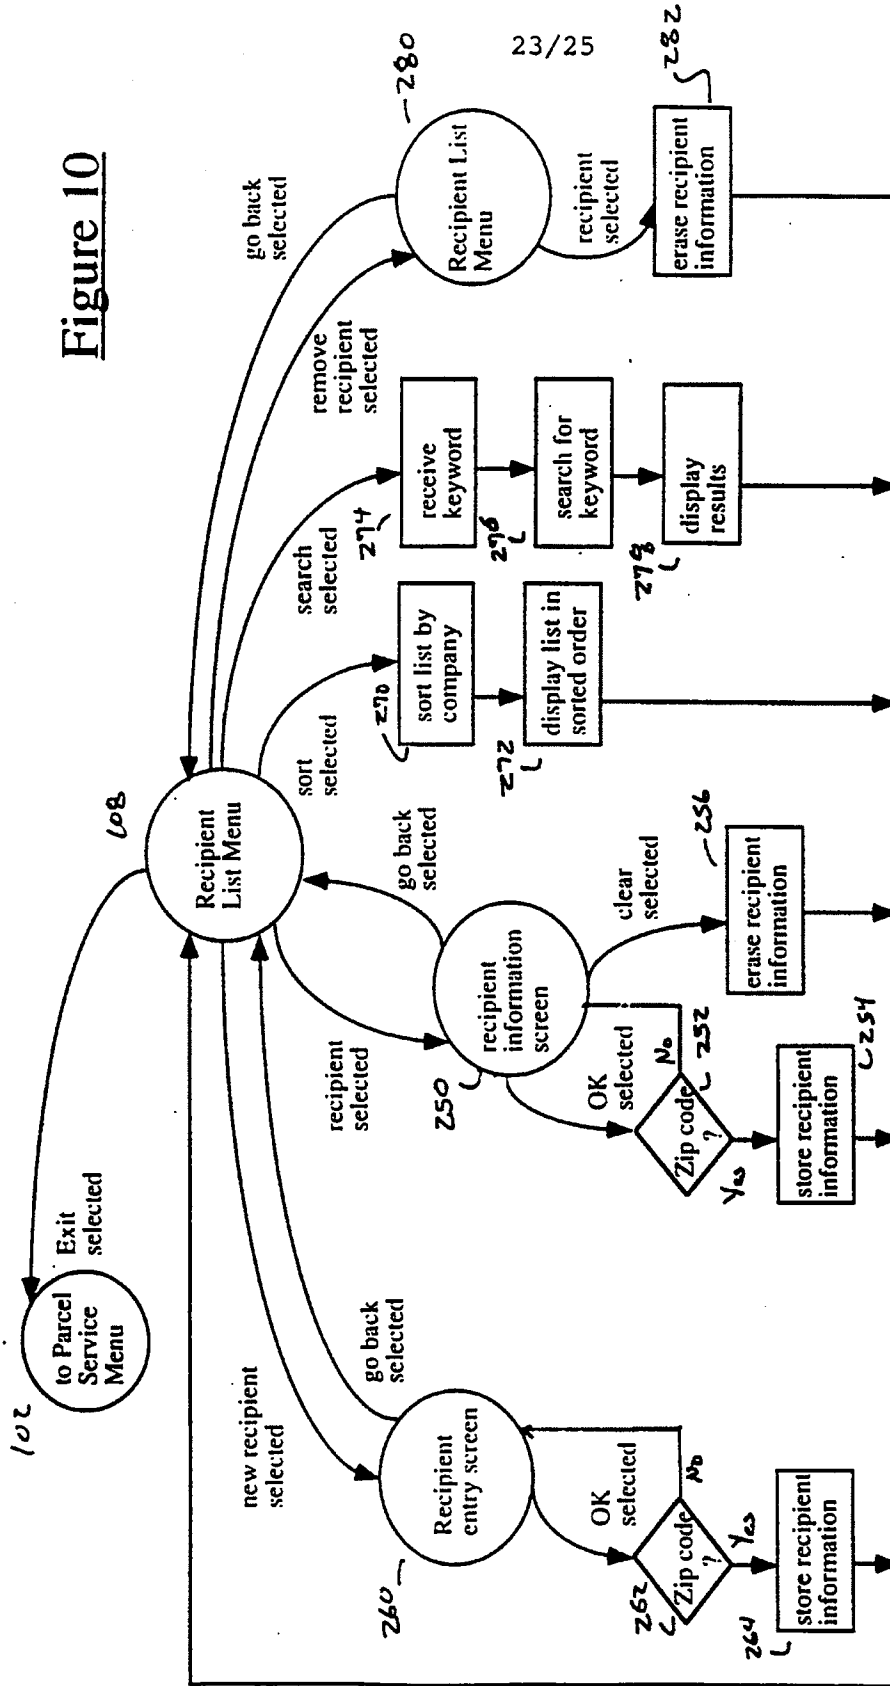 23/25
Figure 10
102
to Parcel
Service
Menu
Exit
selected
108
Recipient
List Menu
go back
selected
280
Recipient List
Menu
remove
recipient
selected
recipient
selected
282
erase recipient
information
search
selected
274
receive
keyword
276
search for
keyword
278
display
results
sort
selected
270
sort list by
company
272
display list in
sorted order
go back
selected
recipient
selected
250
recipient
information
screen
clear
selected
256
erase recipient
information
OK
selected
No
252
Zip code
?
Yes
254
store recipient
information
new recipient
selected
go back
selected
260
Recipient
entry screen
OK
selected
No
262
Zip code
?
Yes
264
store recipient
information